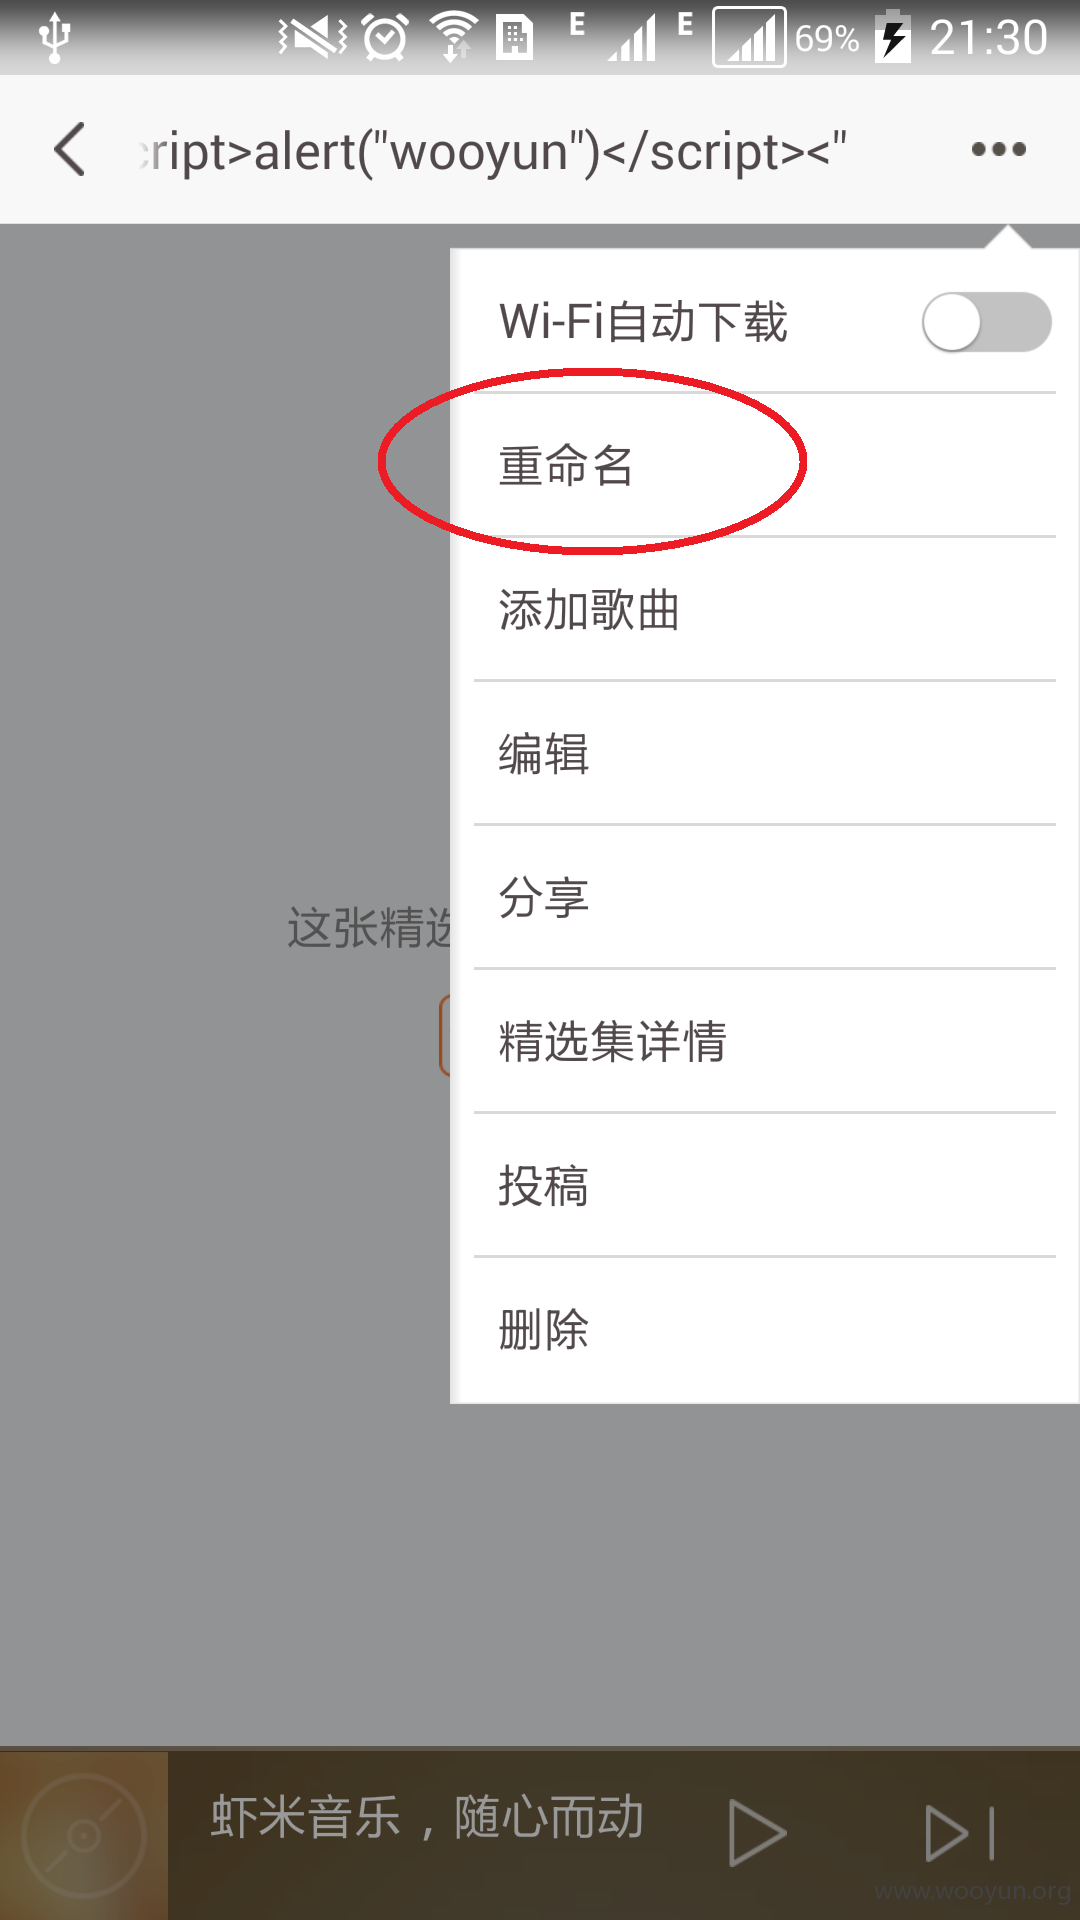 E E 69% 21:30
cript>alert("wooyun")</script><"
Wi-Fi自动下载
重命名
添加歌曲
编辑
这张精选
分享
精选集详情
投稿
删除
虾米音乐，随心而动
www.wooyun.org